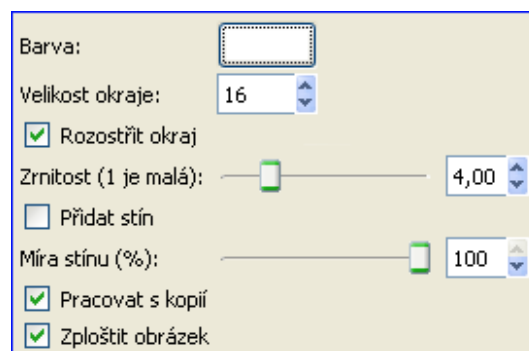 Barva:
Velikost okraje: 16
Rozostřit okraj
Zrnitost (1 je malá): 4,00
Přidat stín
Míra stínu (%): 100
Pracovat s kopií
Zploštit obrázek